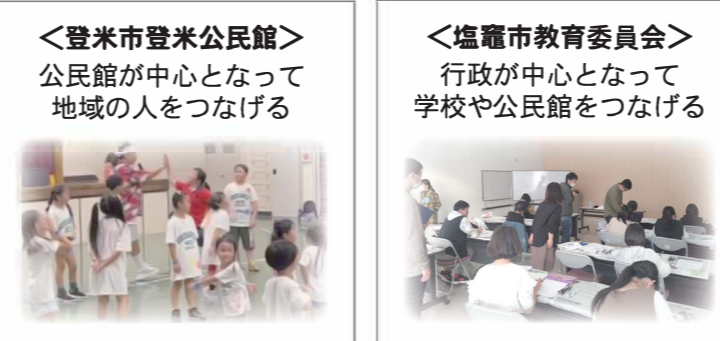 ＜登米市登米公民館＞
公民館が中心となって
地域の人をつなげる
＜塩竈市教育委員会＞
行政が中心となって
学校や公民館をつなげる